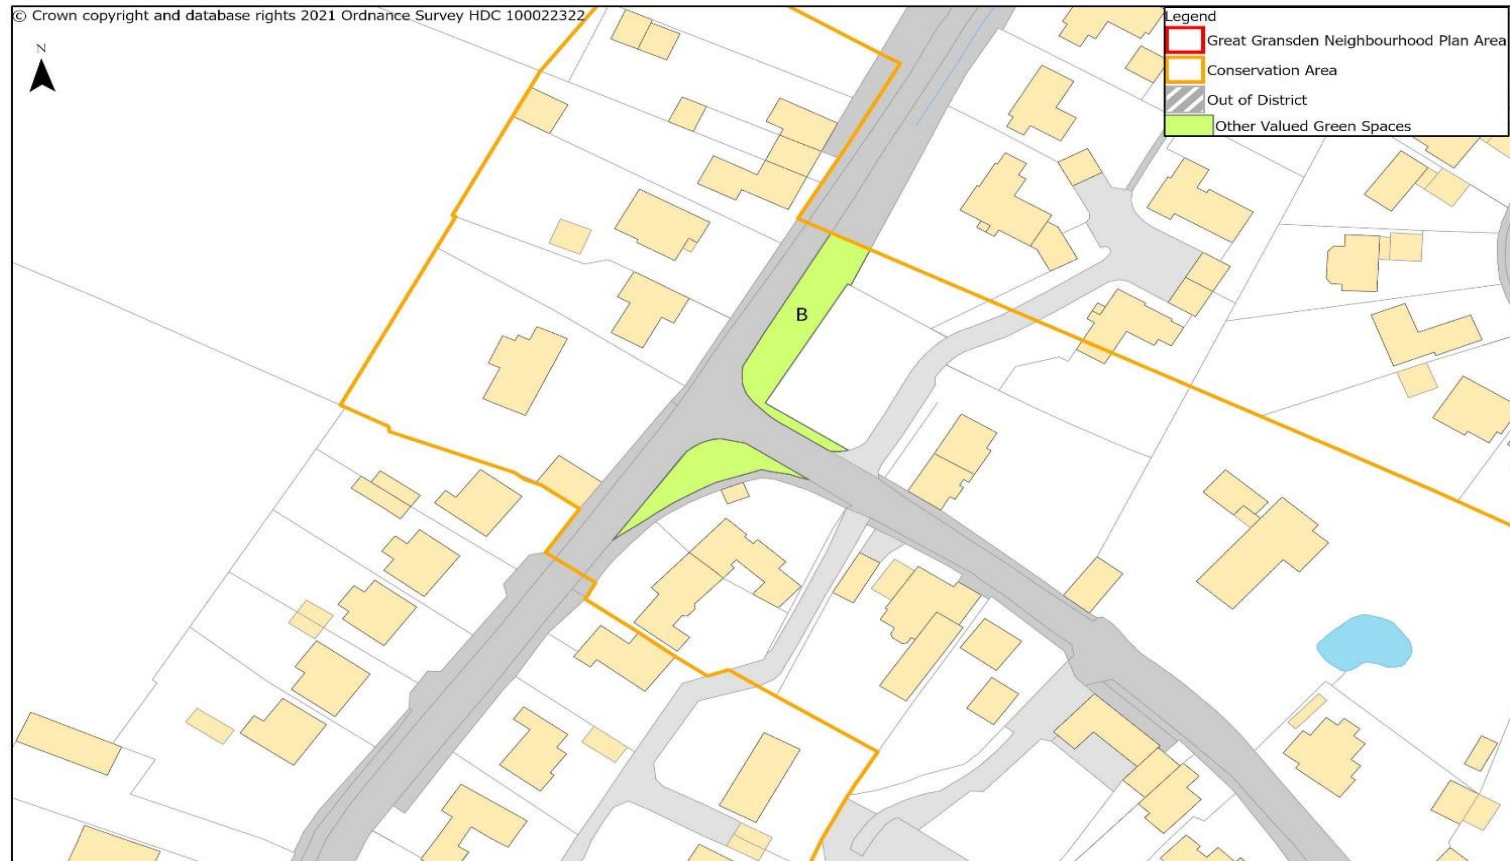 © Crown copyright and database rights 2021 Ordnance Survey HDC 100022322
Legend
Great Gransden Neighbourhood Plan Area
Conservation Area
Out of District
Other Valued Green Spaces
N
B